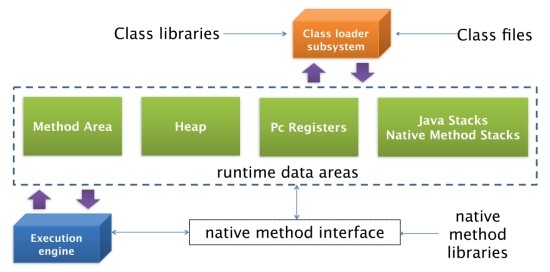 Class libraries
Class loader
subsystem
Class files
Method Area
Heap
Pc Registers
Java Stacks
Native Method Stacks
runtime data areas
Execution
engine
native method interface
native
method
libraries